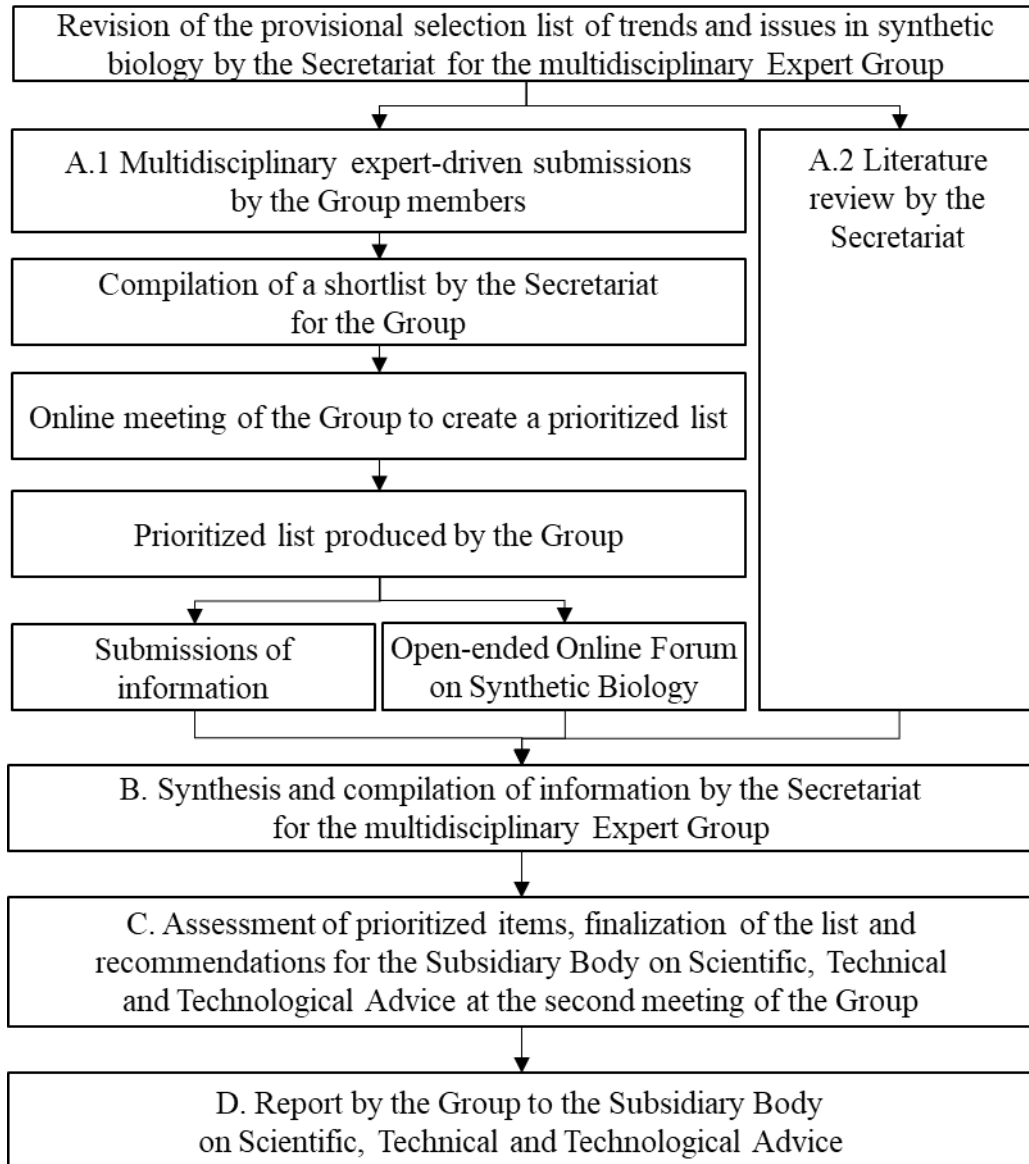 Revision of the provisional selection list of trends and issues in synthetic
biology by the Secretariat for the multidisciplinary Expert Group
A.1 Multidisciplinary expert-driven submissions
by the Group members
A.2 Literature
review by the
Secretariat
Compilation of a shortlist by the Secretariat
for the Group
Online meeting of the Group to create a prioritized list
Prioritized list produced by the Group
Submissions of
information
Open-ended Online Forum
on Synthetic Biology
B. Synthesis and compilation of information by the Secretariat
for the multidisciplinary Expert Group
C. Assessment of prioritized items, finalization of the list and
recommendations for the Subsidiary Body on Scientific, Technical
and Technological Advice at the second meeting of the Group
D. Report by the Group to the Subsidiary Body
on Scientific, Technical and Technological Advice